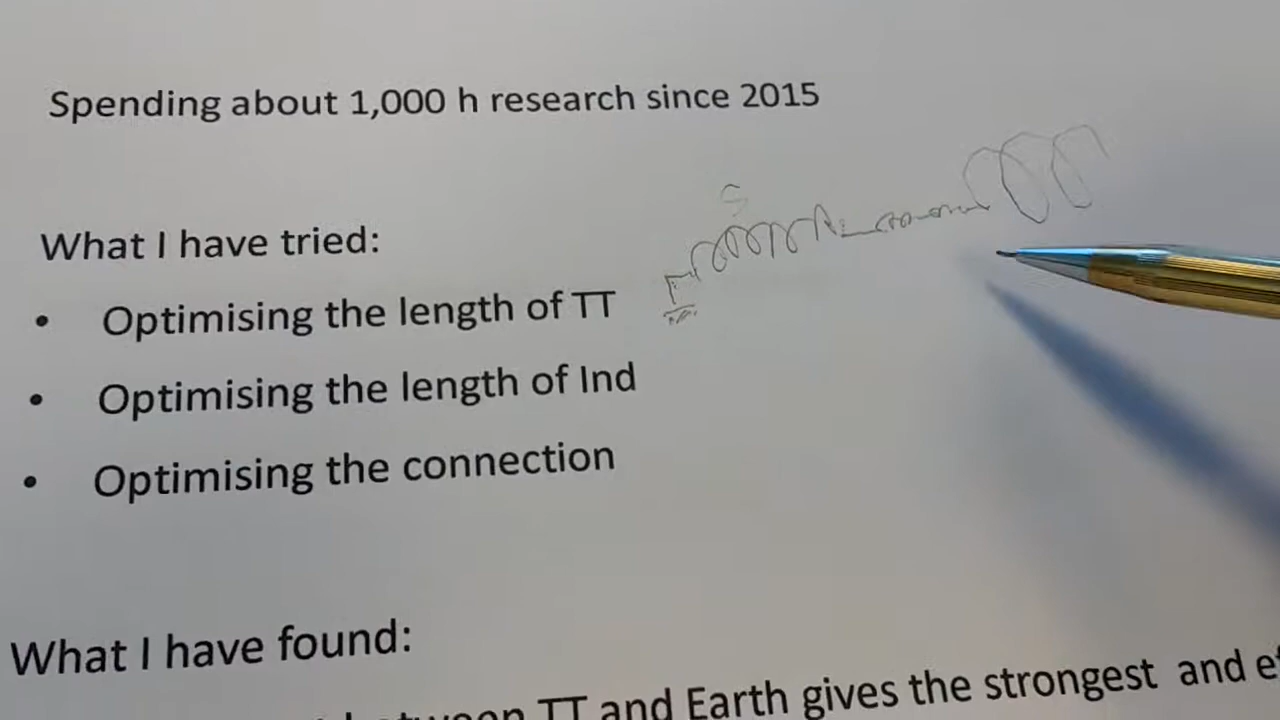 Spending about 1,000 h research since 2015
What I have tried:
• Optimising the length of TT
• Optimising the length of Ind
• Optimising the connection
What I have found:
between TT and Earth gives the strongest and